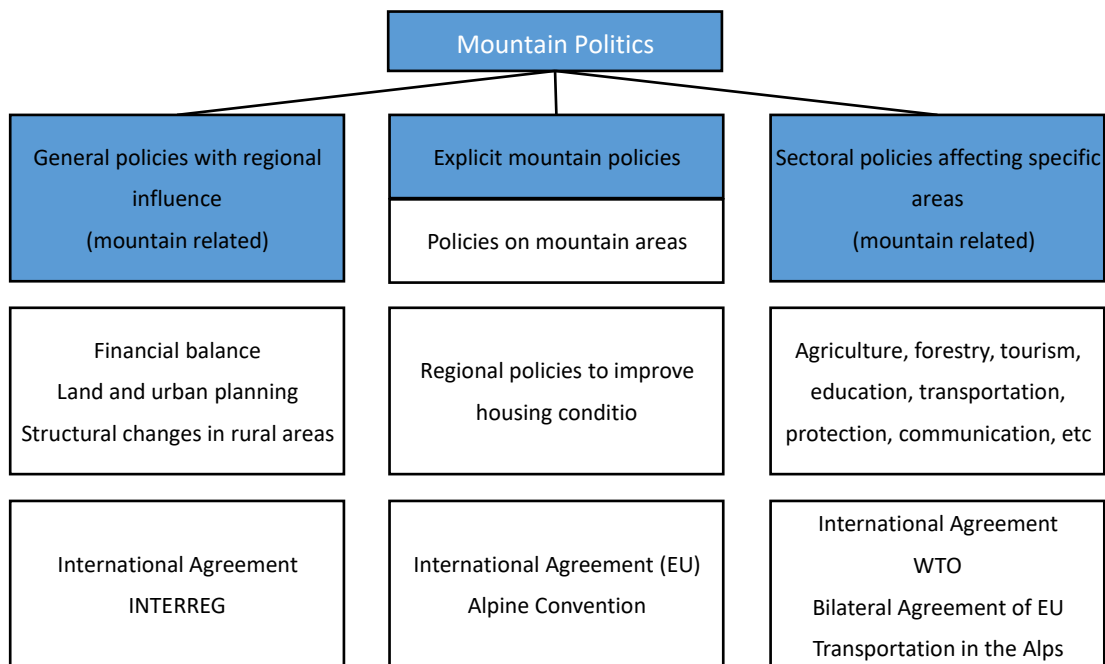 Mountain Politics
General policies with regional
influence
(mountain related)
Explicit mountain policies
Policies on mountain areas
Sectoral policies affecting specific
areas
(mountain related)
Financial balance
Land and urban planning
Structural changes in rural areas
Regional policies to improve
housing conditio
Agriculture, forestry, tourism,
education, transportation,
protection, communication, etc
International Agreement
INTERREG
International Agreement (EU)
Alpine Convention
International Agreement
WTO
Bilateral Agreement of EU
Transportation in the Alps